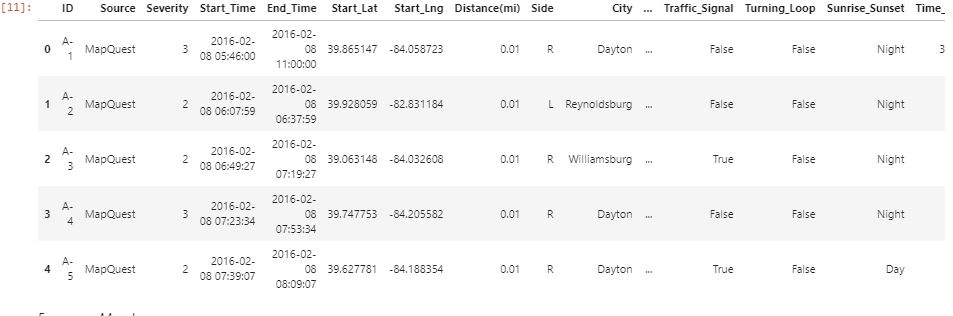 [11]: ID Source Severity Start_Time End_Time Start_Lat Start_Lng Distance(mi) Side City ... Traffic_Signal Turning_Loop Sunrise_Sunset Time_
0 A-1 MapQuest 3 2016-02-08 05:46:00 2016-02-08 11:00:00 39.865147 -84.058723 0.01 R Dayton ... False False Night 3
1 A-2 MapQuest 2 2016-02-08 06:07:59 2016-02-08 06:37:59 39.928059 -82.831184 0.01 L Reynoldsburg ... False False Night
2 A-3 MapQuest 2 2016-02-08 06:49:27 2016-02-08 07:19:27 39.063148 -84.032608 0.01 R Williamsburg ... True False Night
3 A-4 MapQuest 3 2016-02-08 07:23:34 2016-02-08 07:53:34 39.747753 -84.205582 0.01 R Dayton ... False False Night
4 A-5 MapQuest 2 2016-02-08 07:39:07 2016-02-08 08:09:07 39.627781 -84.188354 0.01 R Dayton ... True False Day